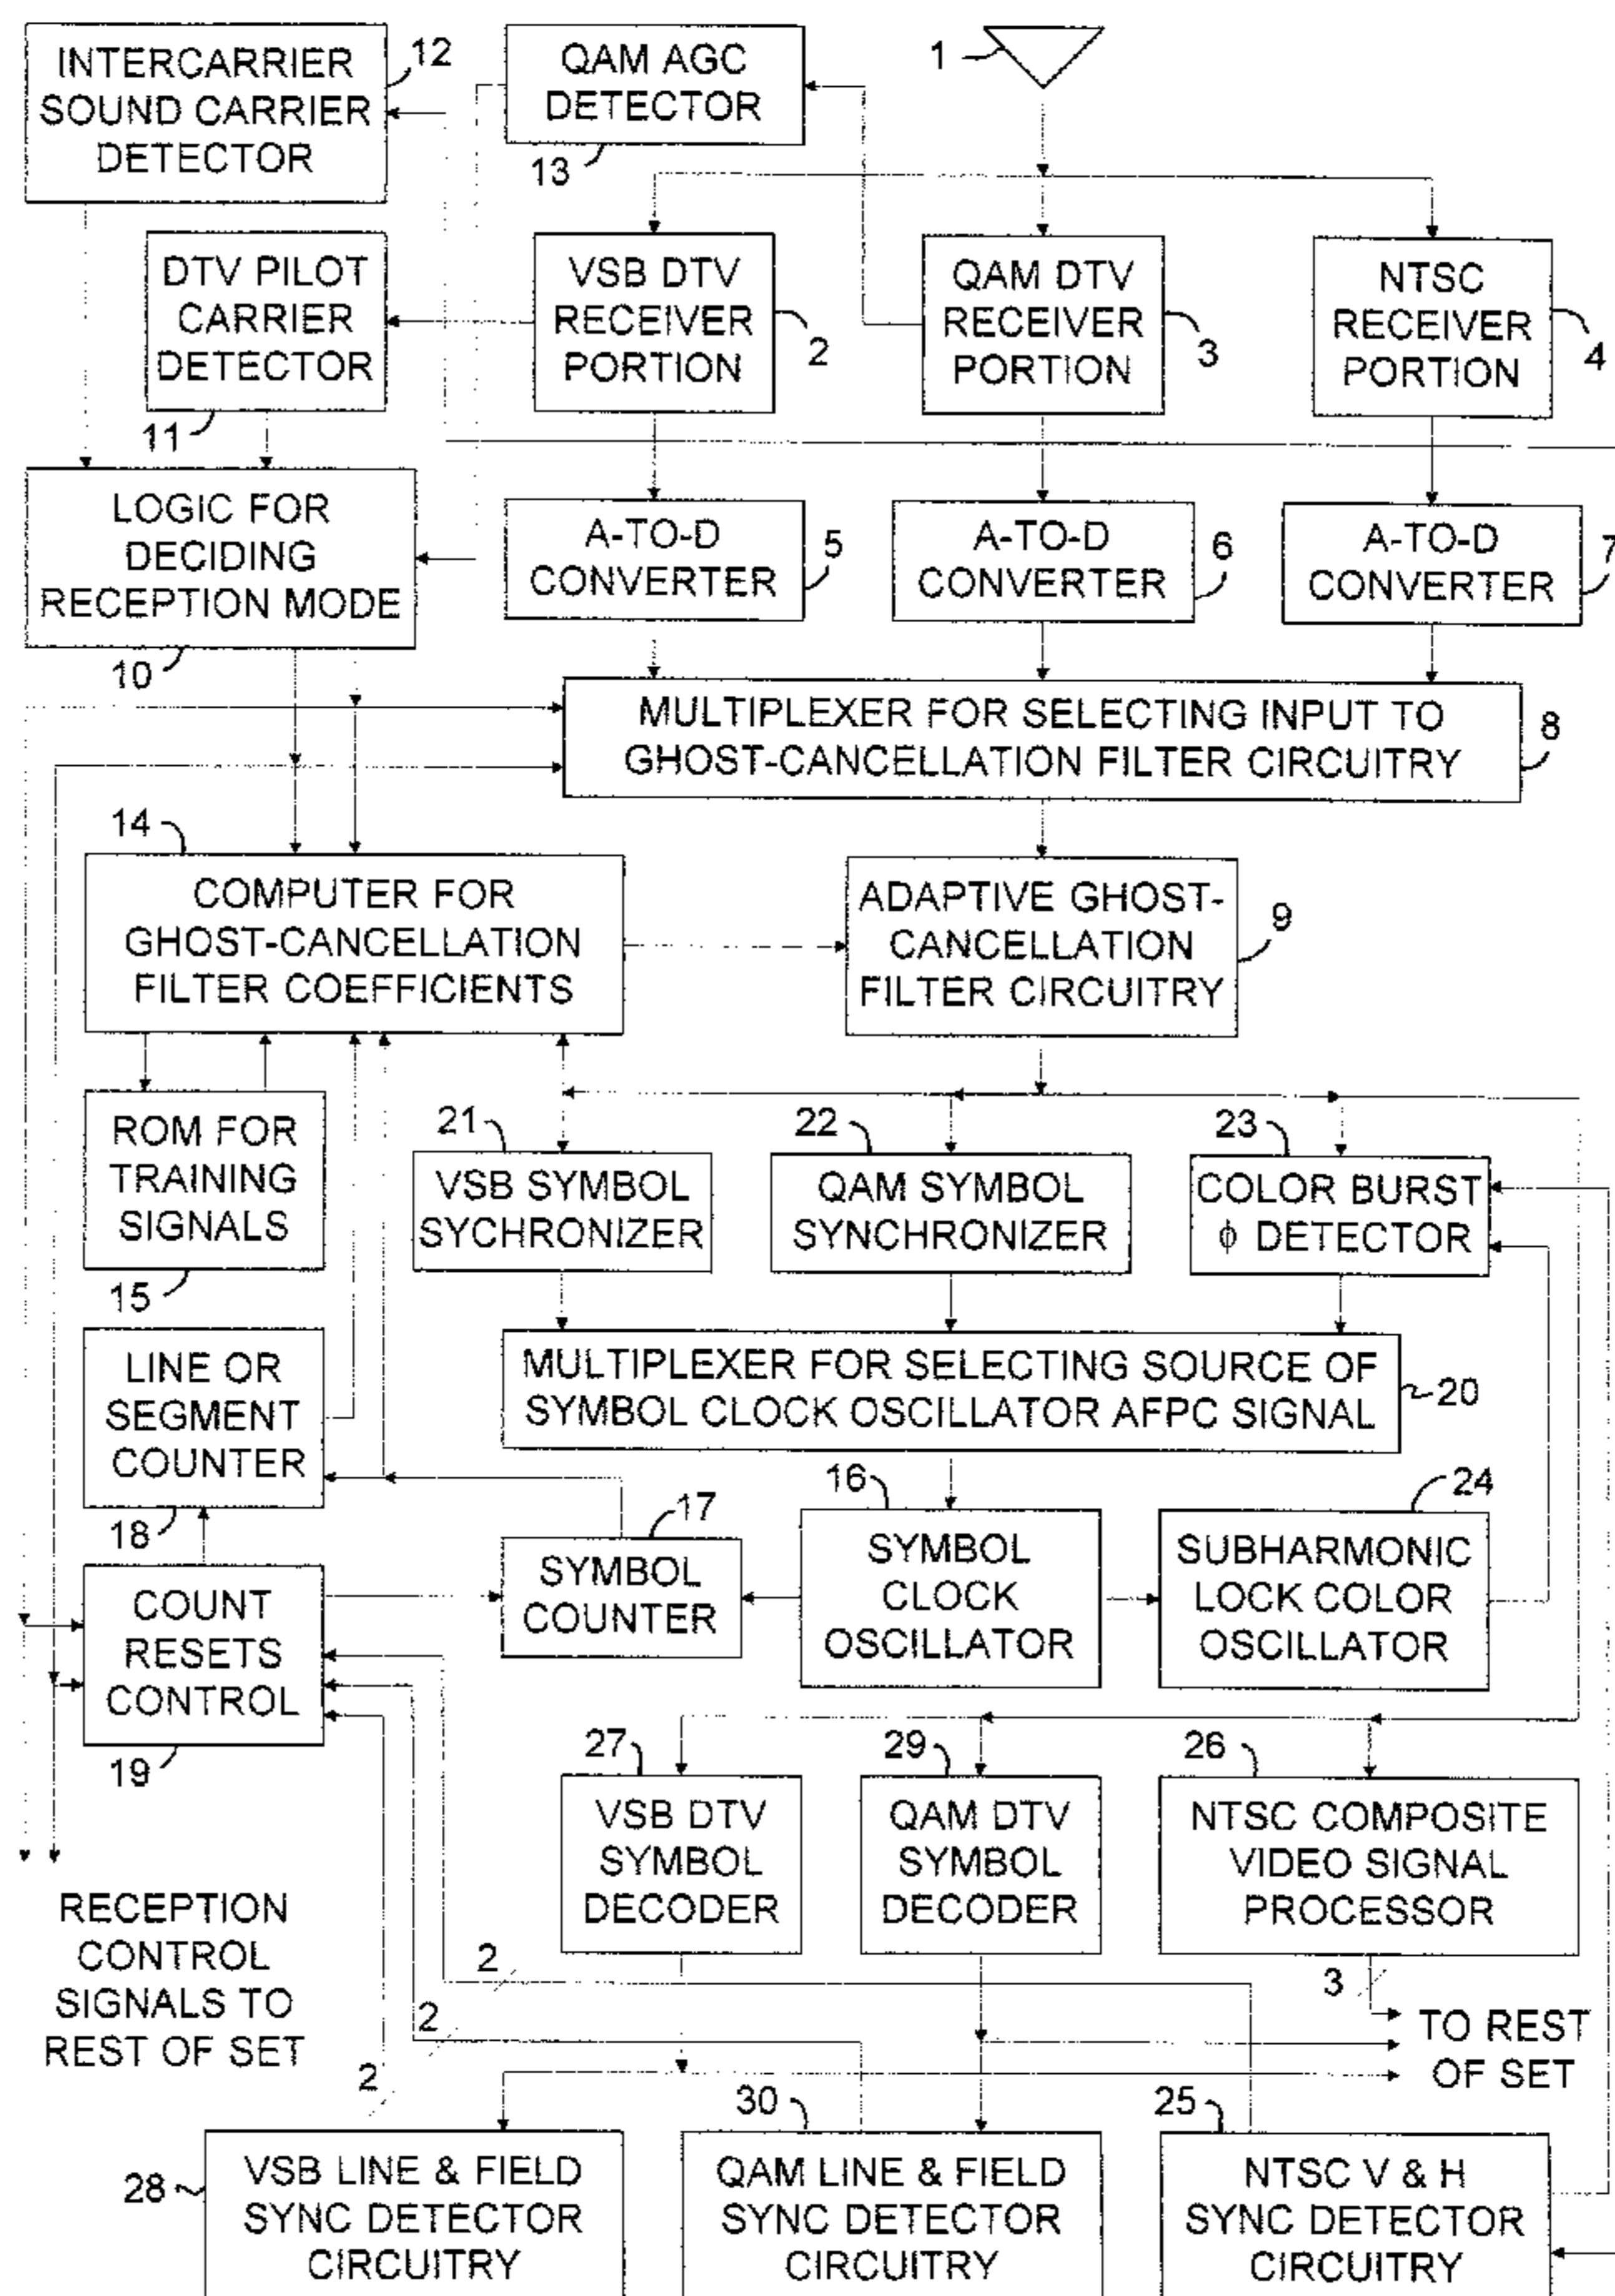 INTERCARRIER
SOUND CARRIER
DETECTOR
12
QAM AGC
DETECTOR
13
1
DTV PILOT
CARRIER
DETECTOR
11
VSB DTV
RECEIVER
PORTION
2
QAM DTV
RECEIVER
PORTION
3
NTSC
RECEIVER
PORTION
4
LOGIC FOR
DECIDING
RECEPTION MODE
10
A-TO-D
CONVERTER
5
A-TO-D
CONVERTER
6
A-TO-D
CONVERTER
7
MULTIPLEXER FOR SELECTING INPUT TO
GHOST-CANCELLATION FILTER CIRCUITRY
8
14
COMPUTER FOR
GHOST-CANCELLATION
FILTER COEFFICIENTS
ADAPTIVE GHOST-
CANCELLATION
FILTER CIRCUITRY
9
ROM FOR
TRAINING
SIGNALS
15
21
VSB SYMBOL
SYCHRONIZER
22
QAM SYMBOL
SYNCHRONIZER
23
COLOR BURST
ϕ DETECTOR
LINE OR
SEGMENT
COUNTER
18
MULTIPLEXER FOR SELECTING SOURCE OF
SYMBOL CLOCK OSCILLATOR AFPC SIGNAL
20
COUNT
RESETS
CONTROL
19
17
SYMBOL
COUNTER
16
SYMBOL
CLOCK
OSCILLATOR
24
SUBHARMONIC
LOCK COLOR
OSCILLATOR
27
VSB DTV
SYMBOL
DECODER
29
QAM DTV
SYMBOL
DECODER
26
NTSC COMPOSITE
VIDEO SIGNAL
PROCESSOR
RECEPTION
CONTROL
SIGNALS TO
REST OF SET
2
2
2
3
TO REST
OF SET
28
VSB LINE & FIELD
SYNC DETECTOR
CIRCUITRY
30
QAM LINE & FIELD
SYNC DETECTOR
CIRCUITRY
25
NTSC V & H
SYNC DETECTOR
CIRCUITRY